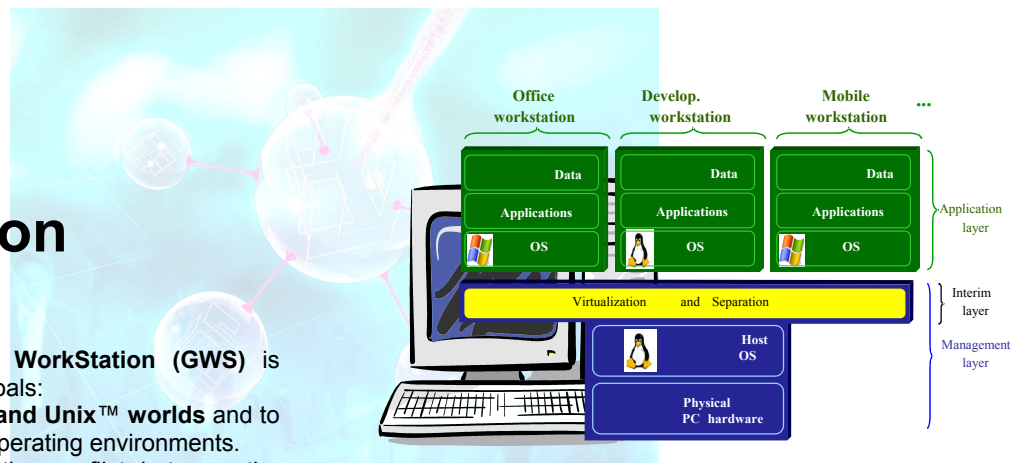 on
WorkStation (GWS) is
oals:
and Unix™ worlds and to
perating environments.
Office
workstation
Develop.
workstation
Mobile
workstation
...
Data
Applications
OS
Data
Applications
OS
Data
Applications
OS
Application
layer
Virtualization and Separation
Interim
layer
Host
OS
Management
layer
Physical
PC hardware